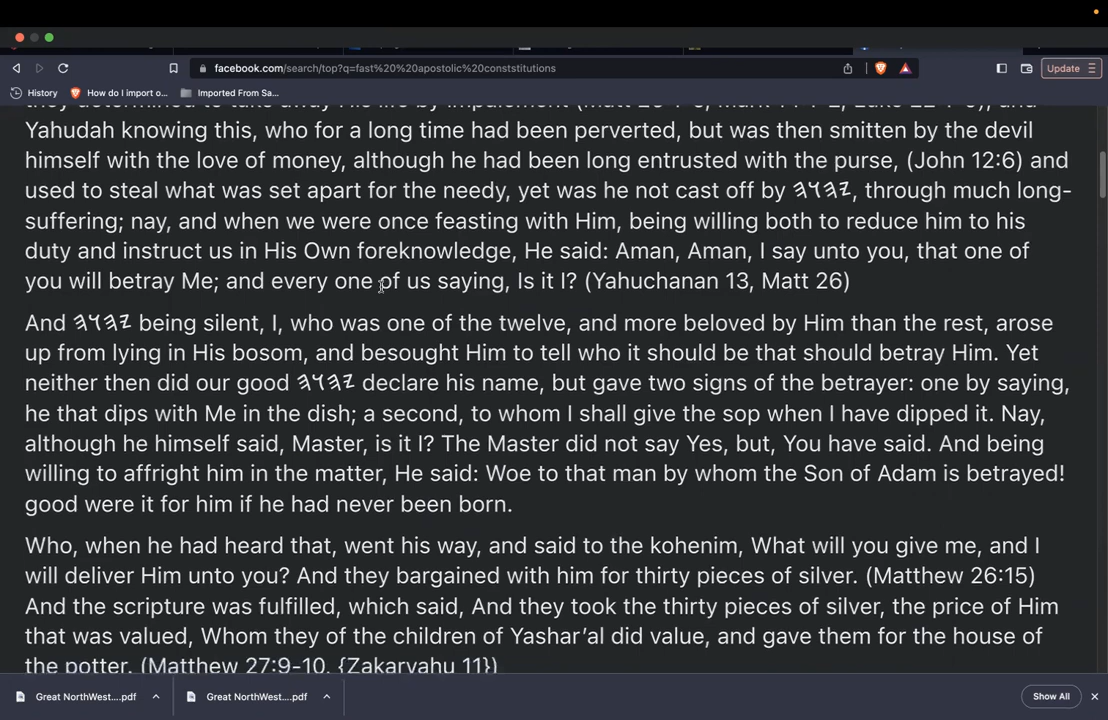 facebook.com/search/top?q=fast%20%20apostolic%20conststitutions
Update
History
How do I import o...
Imported From Sa...
Yahudah knowing this, who for a long time had been perverted, but was then smitten by the devil
himself with the love of money, although he had been long entrusted with the purse, (John 12:6) and
used to steal what was set apart for the needy, yet was he not cast off by 𐤉𐤄𐤅𐤄, through much long-
suffering; nay, and when we were once feasting with Him, being willing both to reduce him to his
duty and instruct us in His Own foreknowledge, He said: Aman, Aman, I say unto you, that one of
you will betray Me; and every one of us saying, Is it I? (Yahuchanan 13, Matt 26)
And 𐤉𐤄𐤅𐤄 being silent, I, who was one of the twelve, and more beloved by Him than the rest, arose
up from lying in His bosom, and besought Him to tell who it should be that should betray Him. Yet
neither then did our good 𐤉𐤄𐤅𐤄 declare his name, but gave two signs of the betrayer: one by saying,
he that dips with Me in the dish; a second, to whom I shall give the sop when I have dipped it. Nay,
although he himself said, Master, is it I? The Master did not say Yes, but, You have said. And being
willing to affright him in the matter, He said: Woe to that man by whom the Son of Adam is betrayed!
good were it for him if he had never been born.
Who, when he had heard that, went his way, and said to the kohenim, What will you give me, and I
will deliver Him unto you? And they bargained with him for thirty pieces of silver. (Matthew 26:15)
And the scripture was fulfilled, which said, And they took the thirty pieces of silver, the price of Him
that was valued, Whom they of the children of Yashar’al did value, and gave them for the house of
the potter. (Matthew 27:9-10, {Zakaryahu 11})
Great NorthWest....pdf
Great NorthWest....pdf
Show All